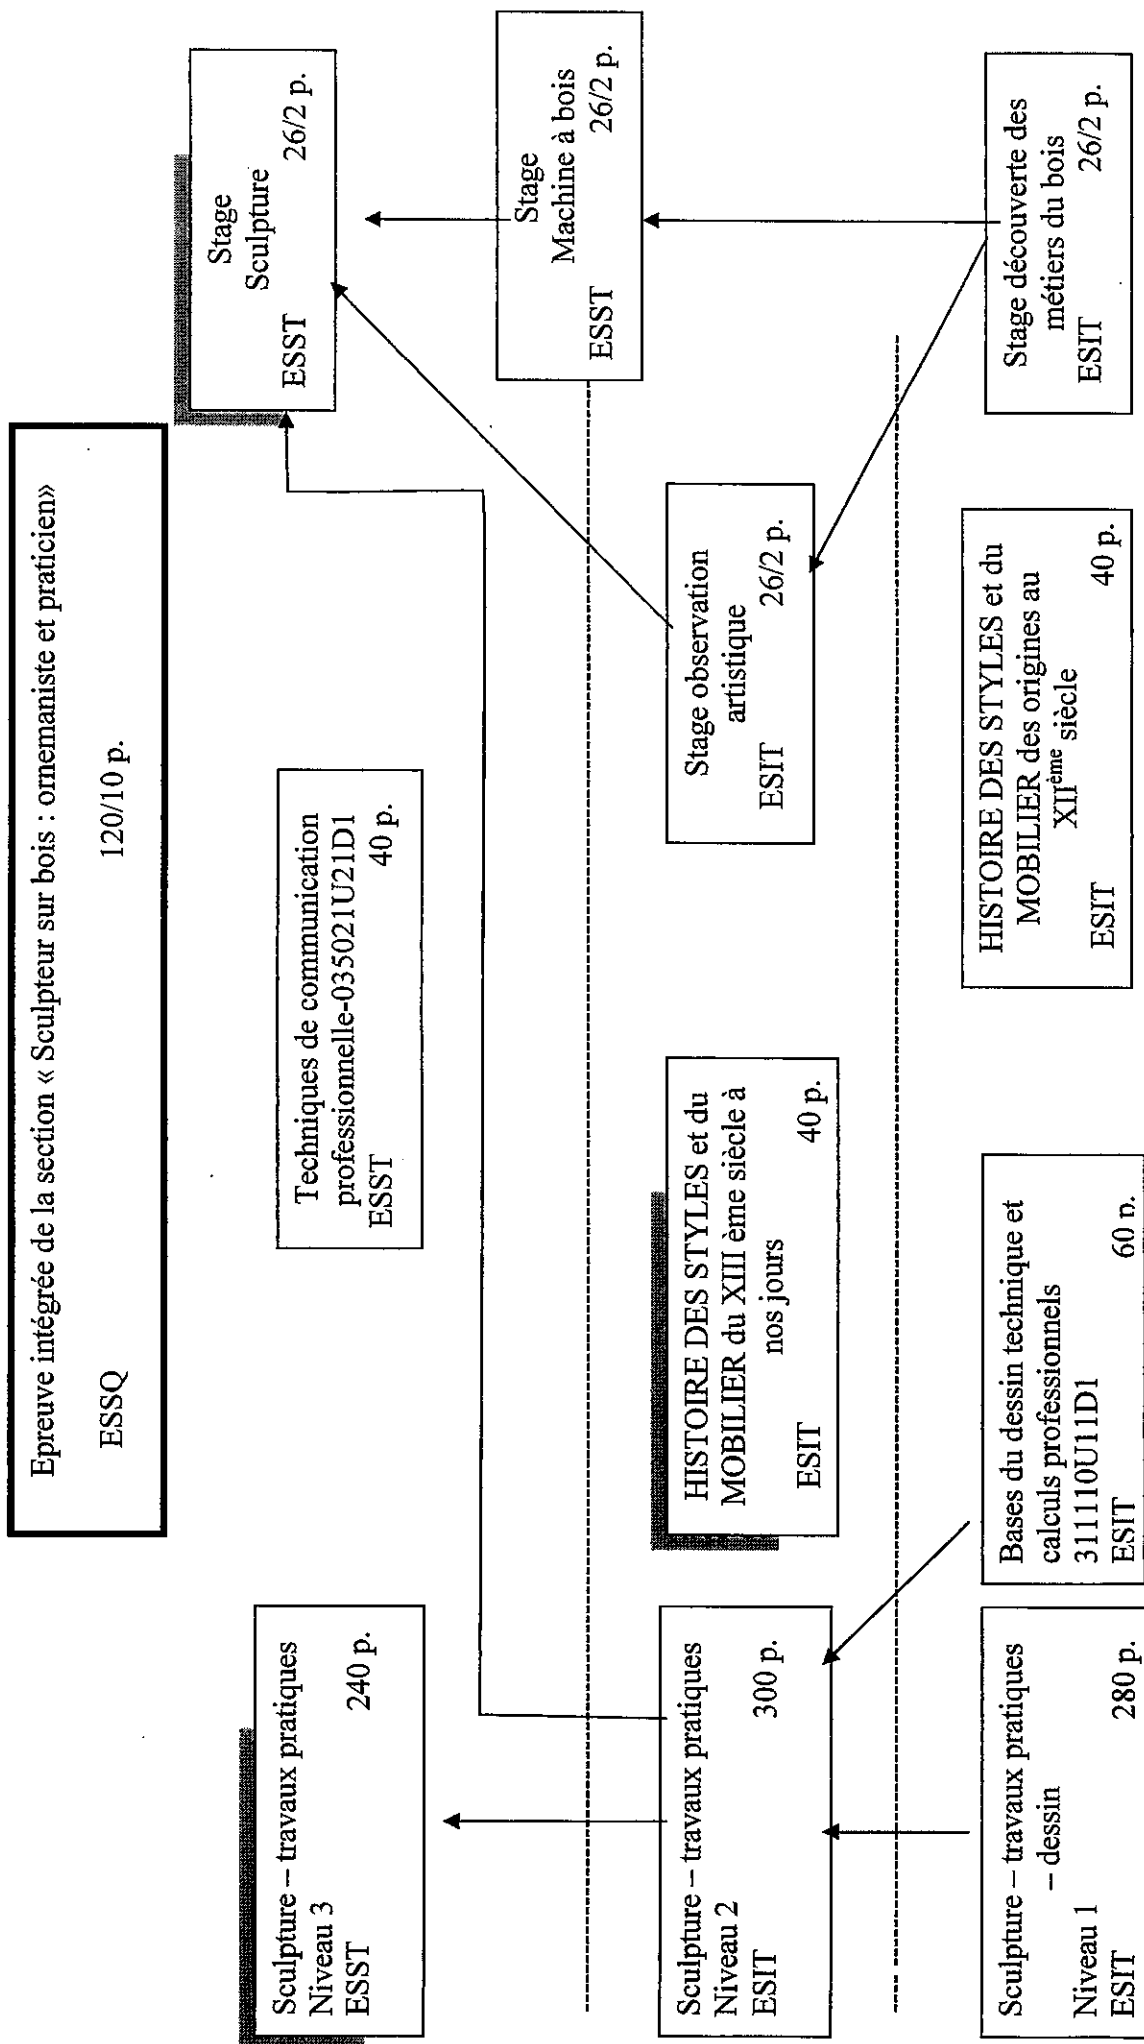 Epreuve intégrée de la section « Sculpteur sur bois : ornemaniste et praticien»
ESSQ 120/10 p.
Sculpture – travaux pratiques
Niveau 3 240 p.
ESST
Techniques de communication
professionnelle-035021U21D1
ESST 40 p.
Stage
Sculpture
ESST 26/2 p.
Stage
Machine à bois
ESST 26/2 p.
Sculpture – travaux pratiques
Niveau 2 300 p.
ESIT
HISTOIRE DES STYLES et du
MOBILIER du XIII ème siècle à
nos jours
ESIT 40 p.
Stage observation
artistique
ESIT 26/2 p.
Sculpture – travaux pratiques
– dessin
Niveau 1
ESIT 280 p.
Bases du dessin technique et
calculs professionnels
311110U11D1
ESIT 60 p.
HISTOIRE DES STYLES et du
MOBILIER des origines au
XIIème siècle
ESIT 40 p.
Stage découverte des
métiers du bois
ESIT 26/2 p.